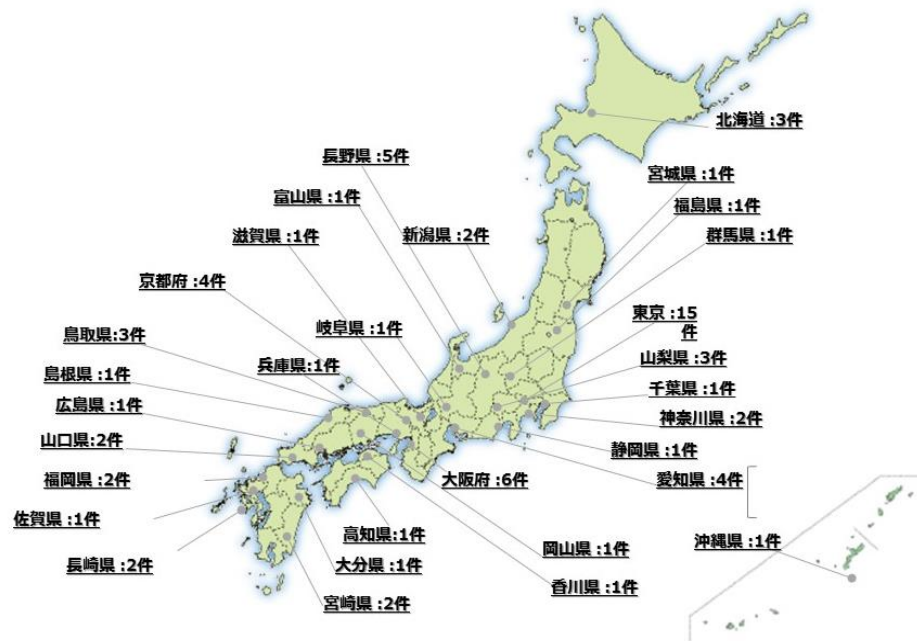 北海道 :3件
長野県 :5件
宮城県 :1件
富山県 :1件
福島県 :1件
滋賀県 :1件
新潟県 :2件
群馬県 :1件
京都府 :4件
東京 :15
件
岐阜県 :1件
鳥取県:3件
山梨県 :3件
兵庫県:1件
島根県 :1件
千葉県 :1件
広島県 :1件
神奈川県 :2件
山口県:2件
静岡県 :1件
福岡県 :2件
大阪府 :6件
愛知県 :4件
佐賀県 :1件
高知県:1件
岡山県 :1件
沖縄県 :1件
長崎県 :2件
大分県 :1件
香川県 :1件
宮崎県 :2件